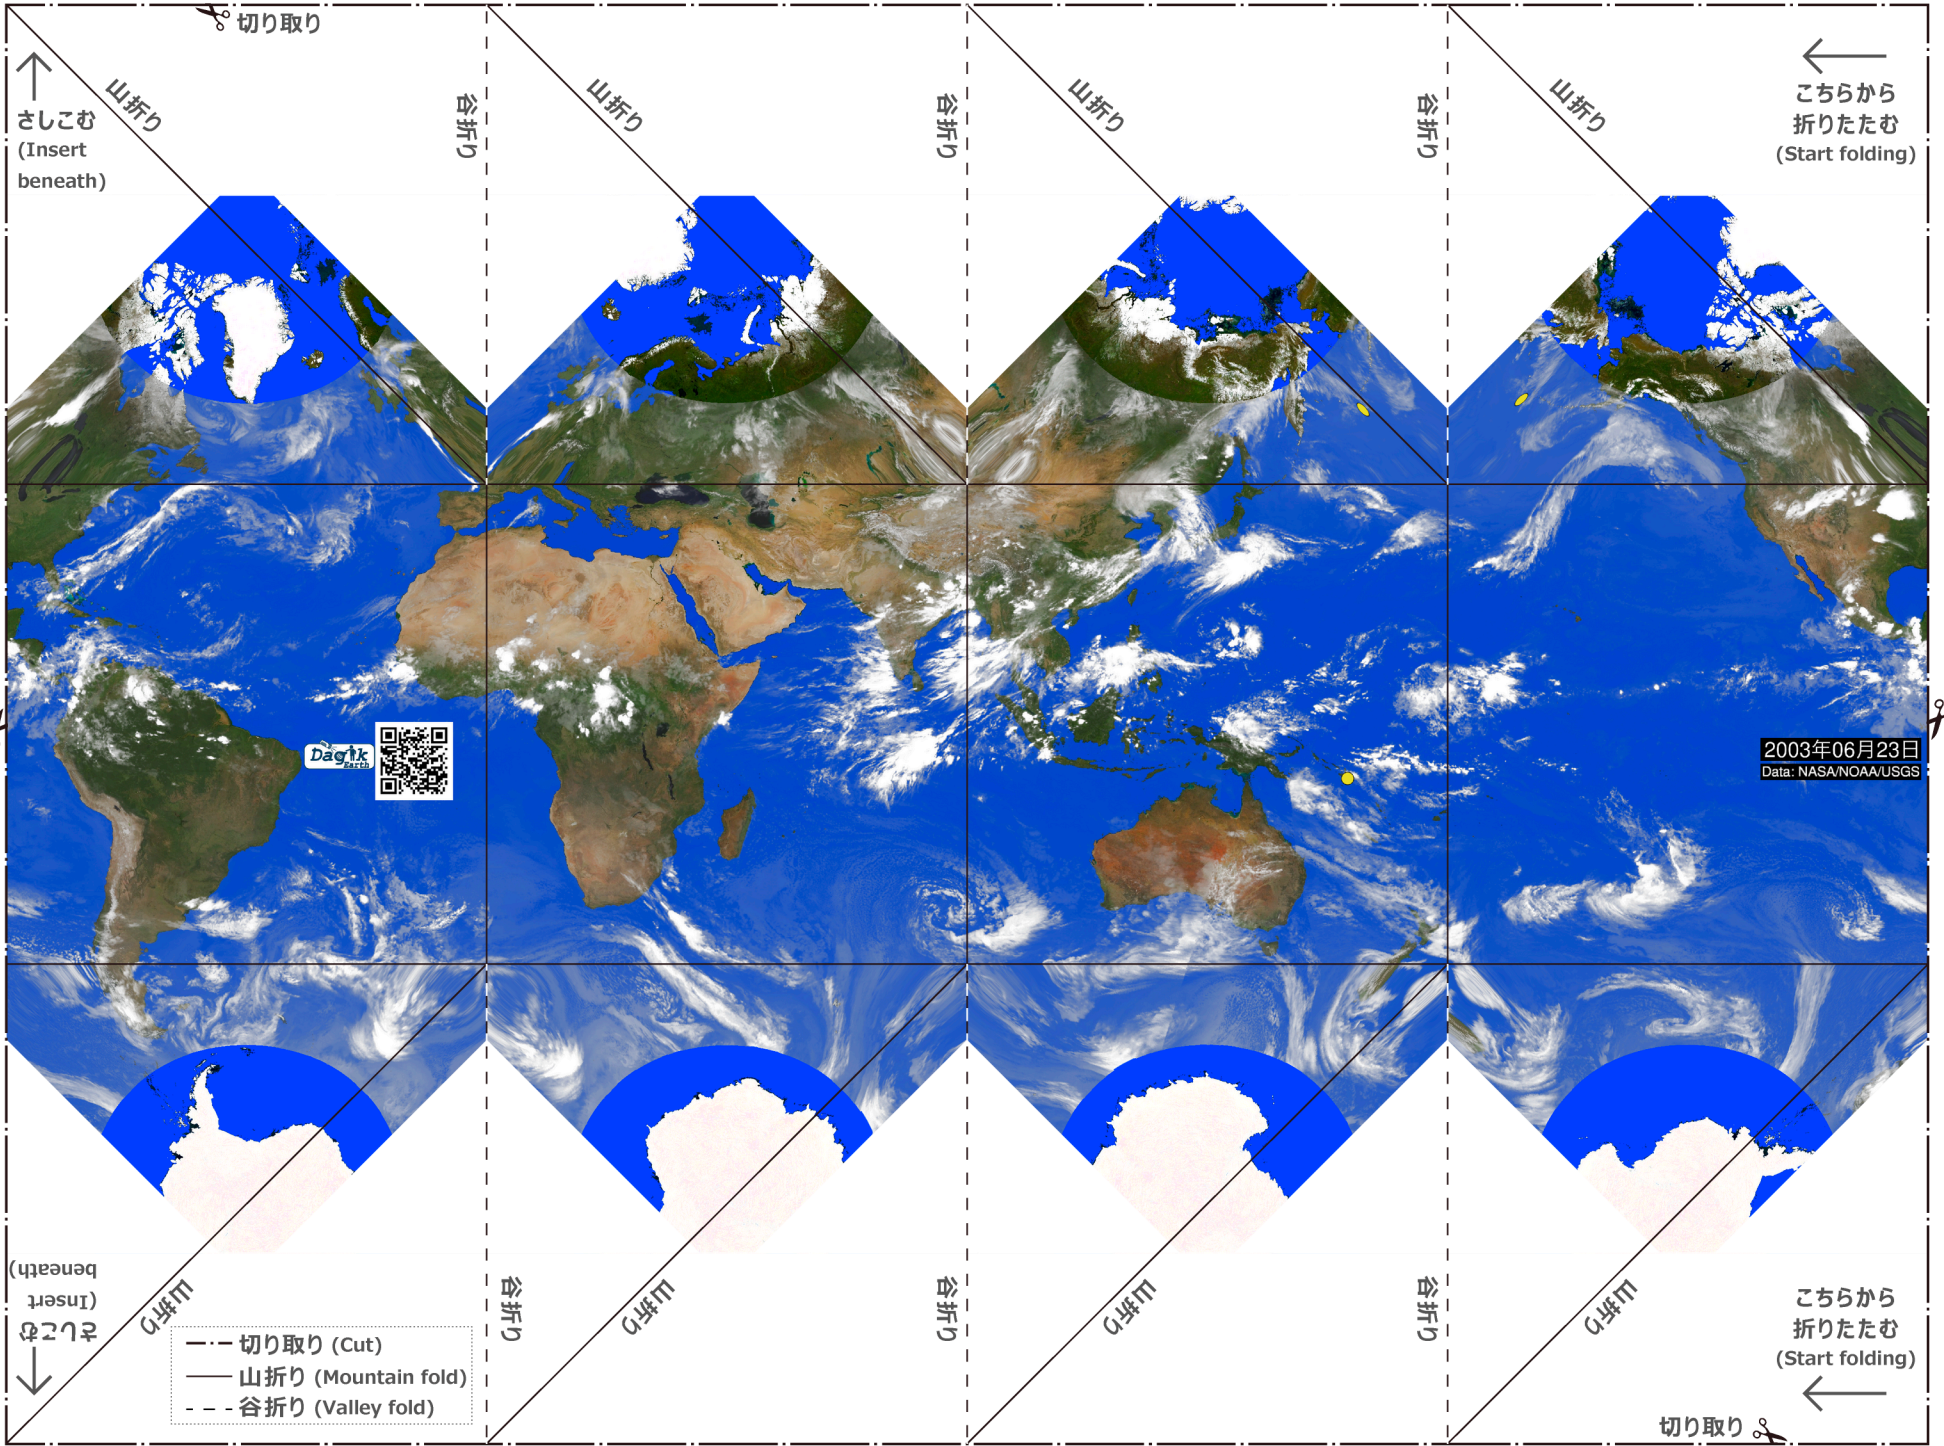 切り取り
山折り
谷折り
山折り
谷折り
山折り
谷折り
山折り
さしこむ
(Insert
beneath)
こちらから
折りたたむ
(Start folding)
Dagik
Earth
2003年06月23日
Data: NASA/NOAA/USGS
さしこむ
(Insert
beneath)
山折り
谷折り
山折り
谷折り
山折り
谷折り
山折り
こちらから
折りたたむ
(Start folding)
切り取り (Cut)
山折り (Mountain fold)
谷折り (Valley fold)
切り取り